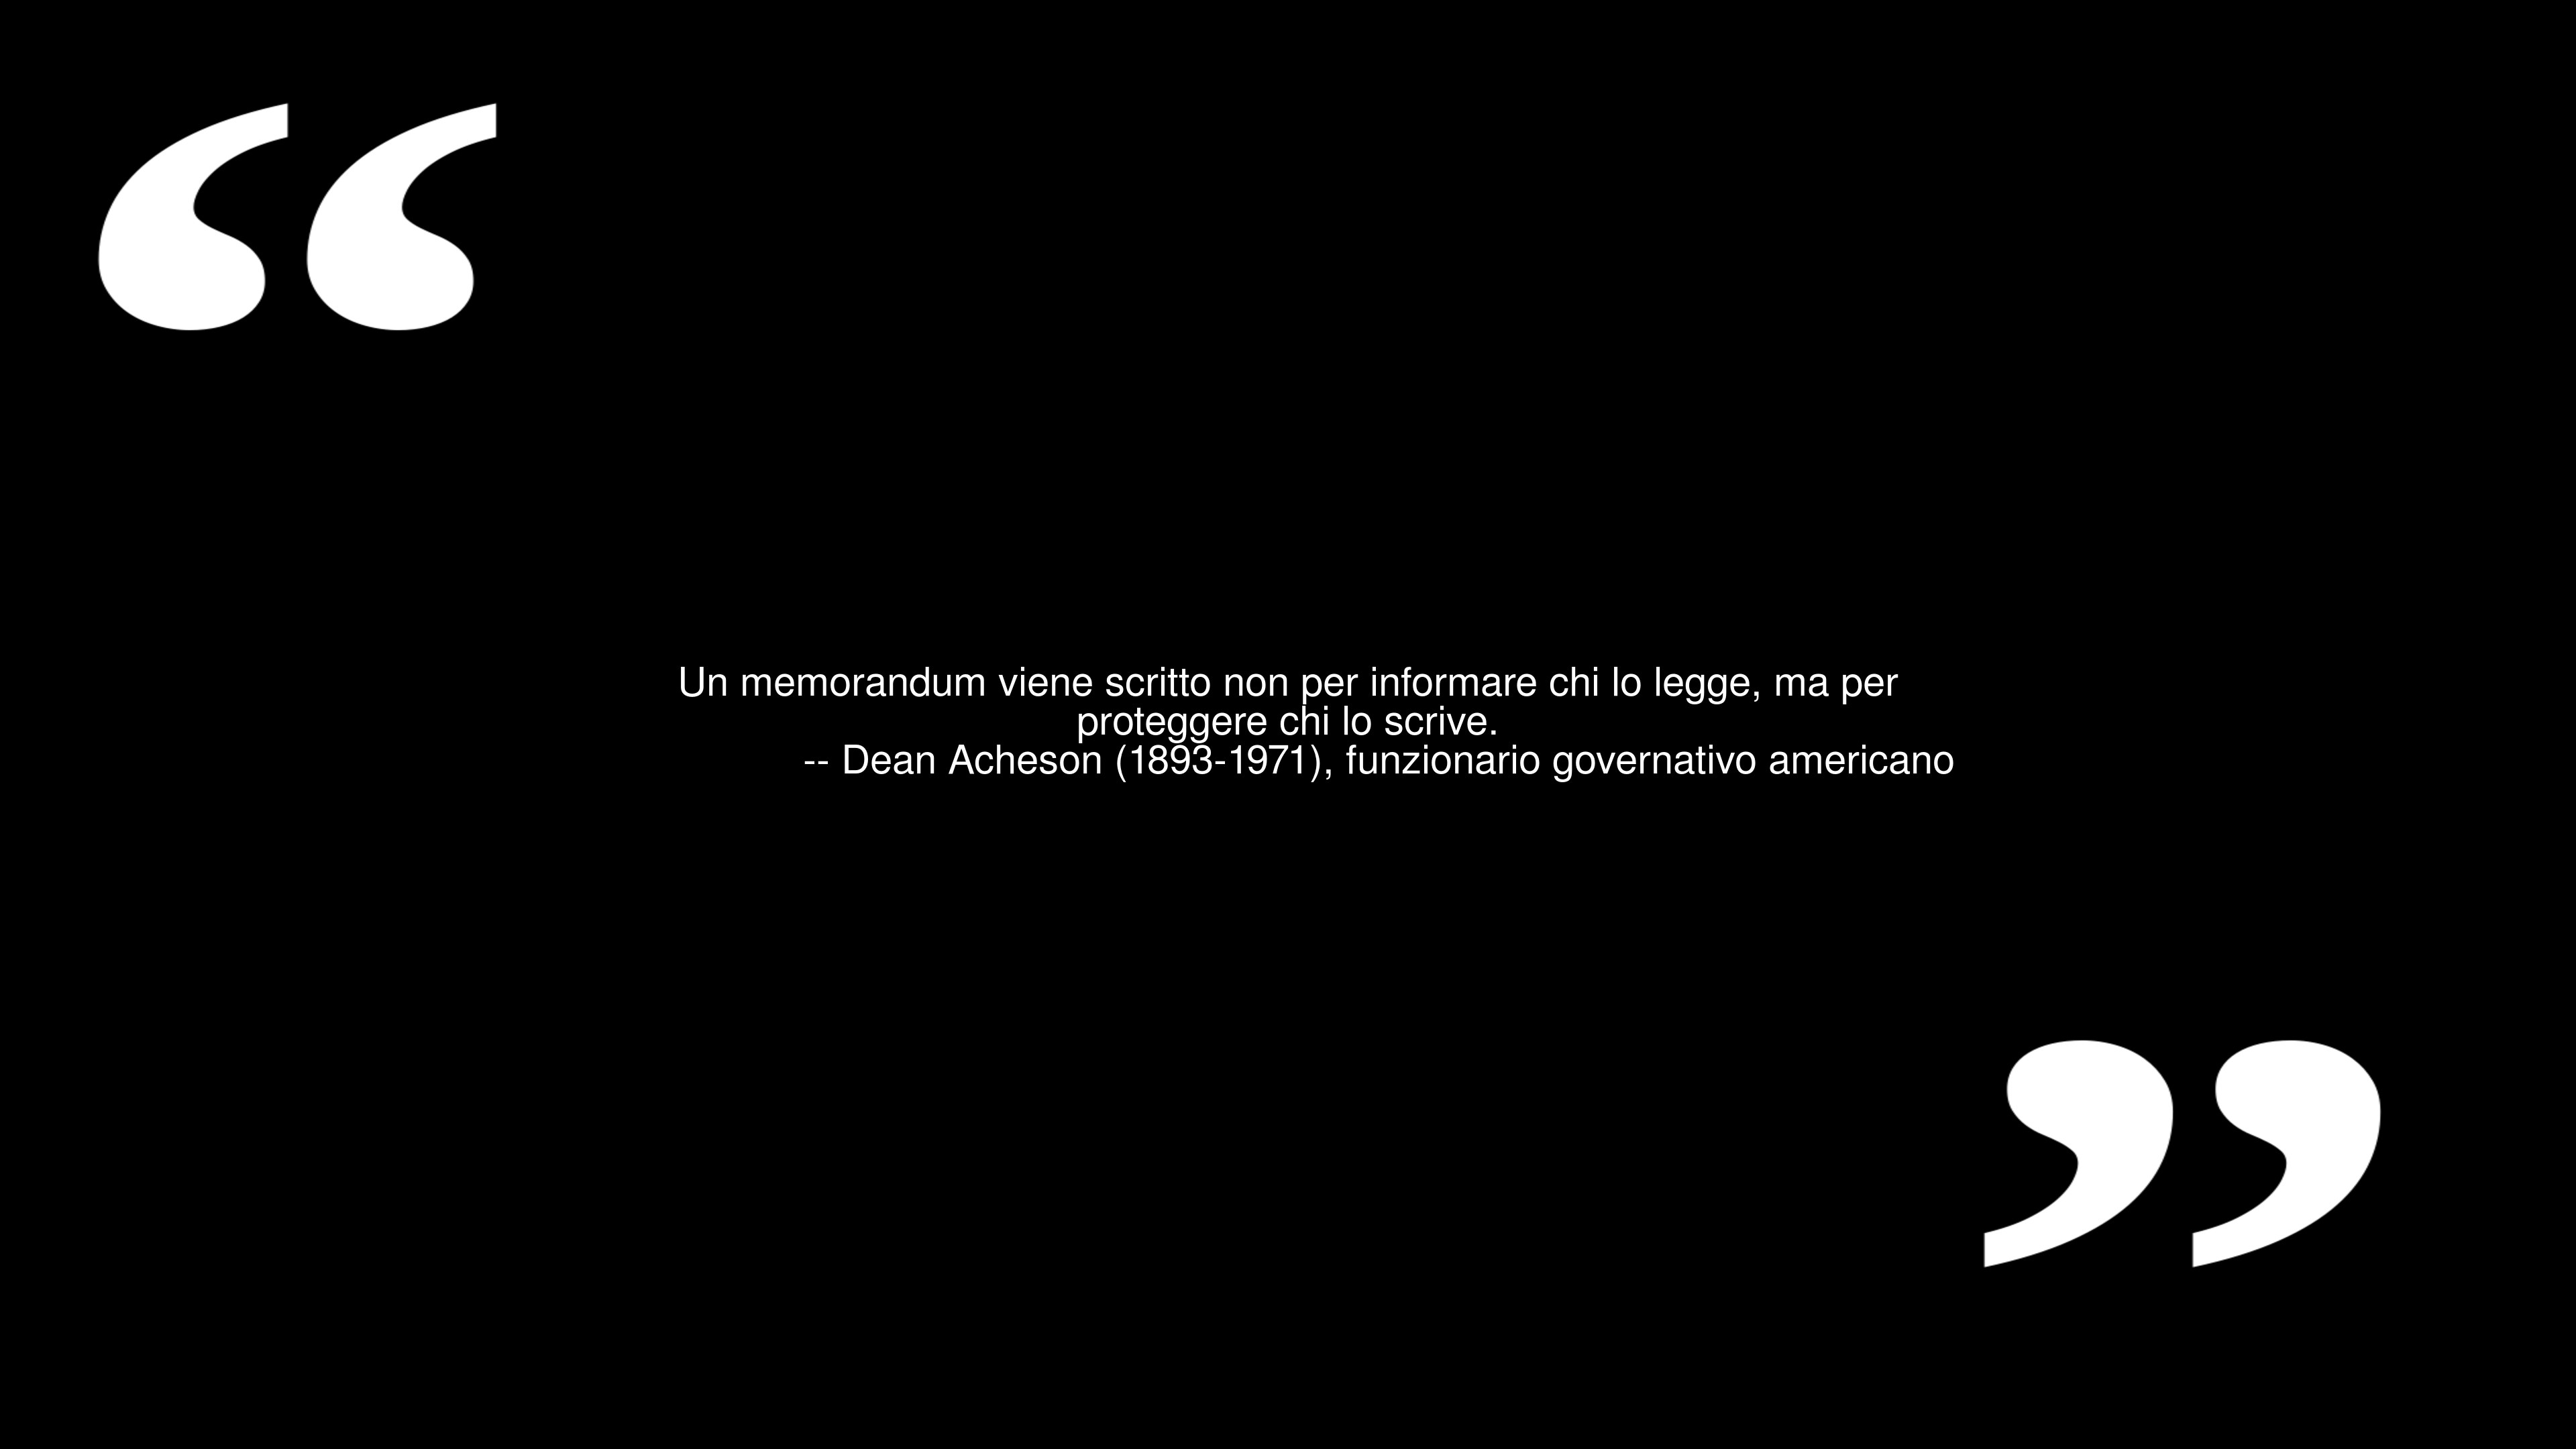 “
Un memorandum viene scritto non per informare chi lo legge, ma per
proteggere chi lo scrive.
-- Dean Acheson (1893-1971), funzionario governativo americano
”